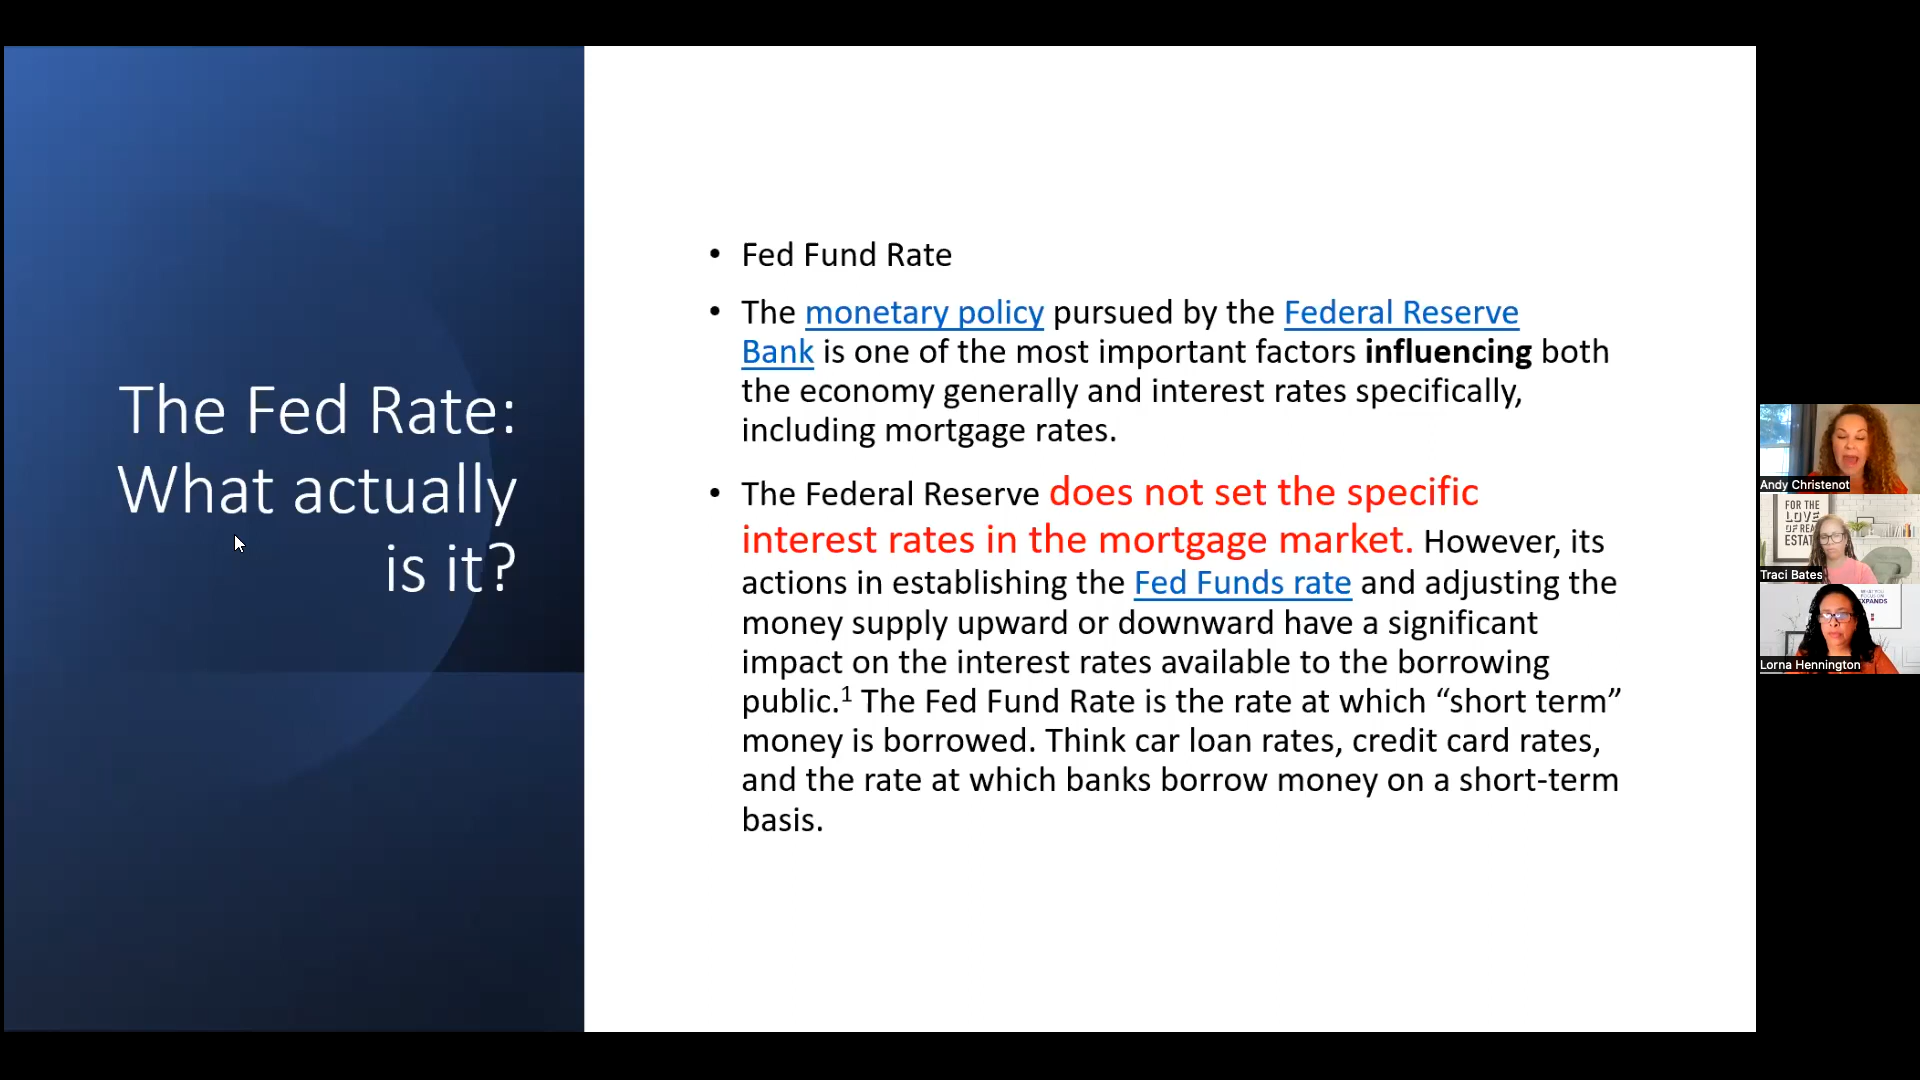 The Fed Rate:
What actually
is it?
• Fed Fund Rate
• The monetary policy pursued by the Federal Reserve
Bank is one of the most important factors influencing both
the economy generally and interest rates specifically,
including mortgage rates.
• The Federal Reserve does not set the specific
interest rates in the mortgage market. However, its
actions in establishing the Fed Funds rate and adjusting the
money supply upward or downward have a significant
impact on the interest rates available to the borrowing
public.¹ The Fed Fund Rate is the rate at which “short term”
money is borrowed. Think car loan rates, credit card rates,
and the rate at which banks borrow money on a short-term
basis.
Andy Christenot
FOR THE
LOVE
OF REA
ESTAT
Traci Bates
EXPANDS
Lorna Hennington